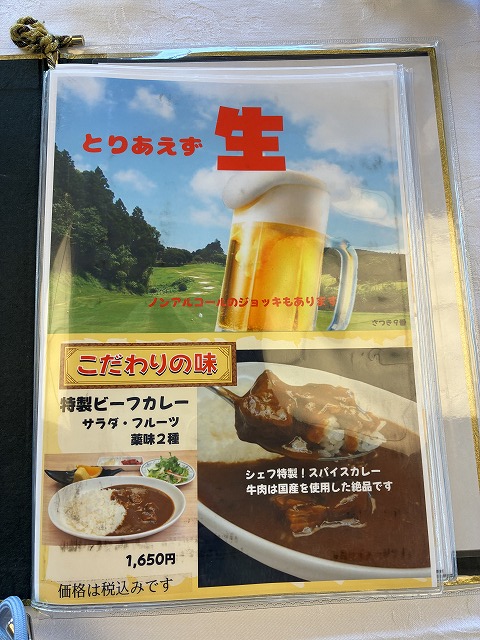 とりあえず 生
ノンアルコールのジョッキもあります
こだわりの味
特製ビーフカレー
サラダ・フルーツ
薬味2種
シェフ特製！スパイスカレー
牛肉は国産を使用した絶品です
1,650円
価格は税込みです